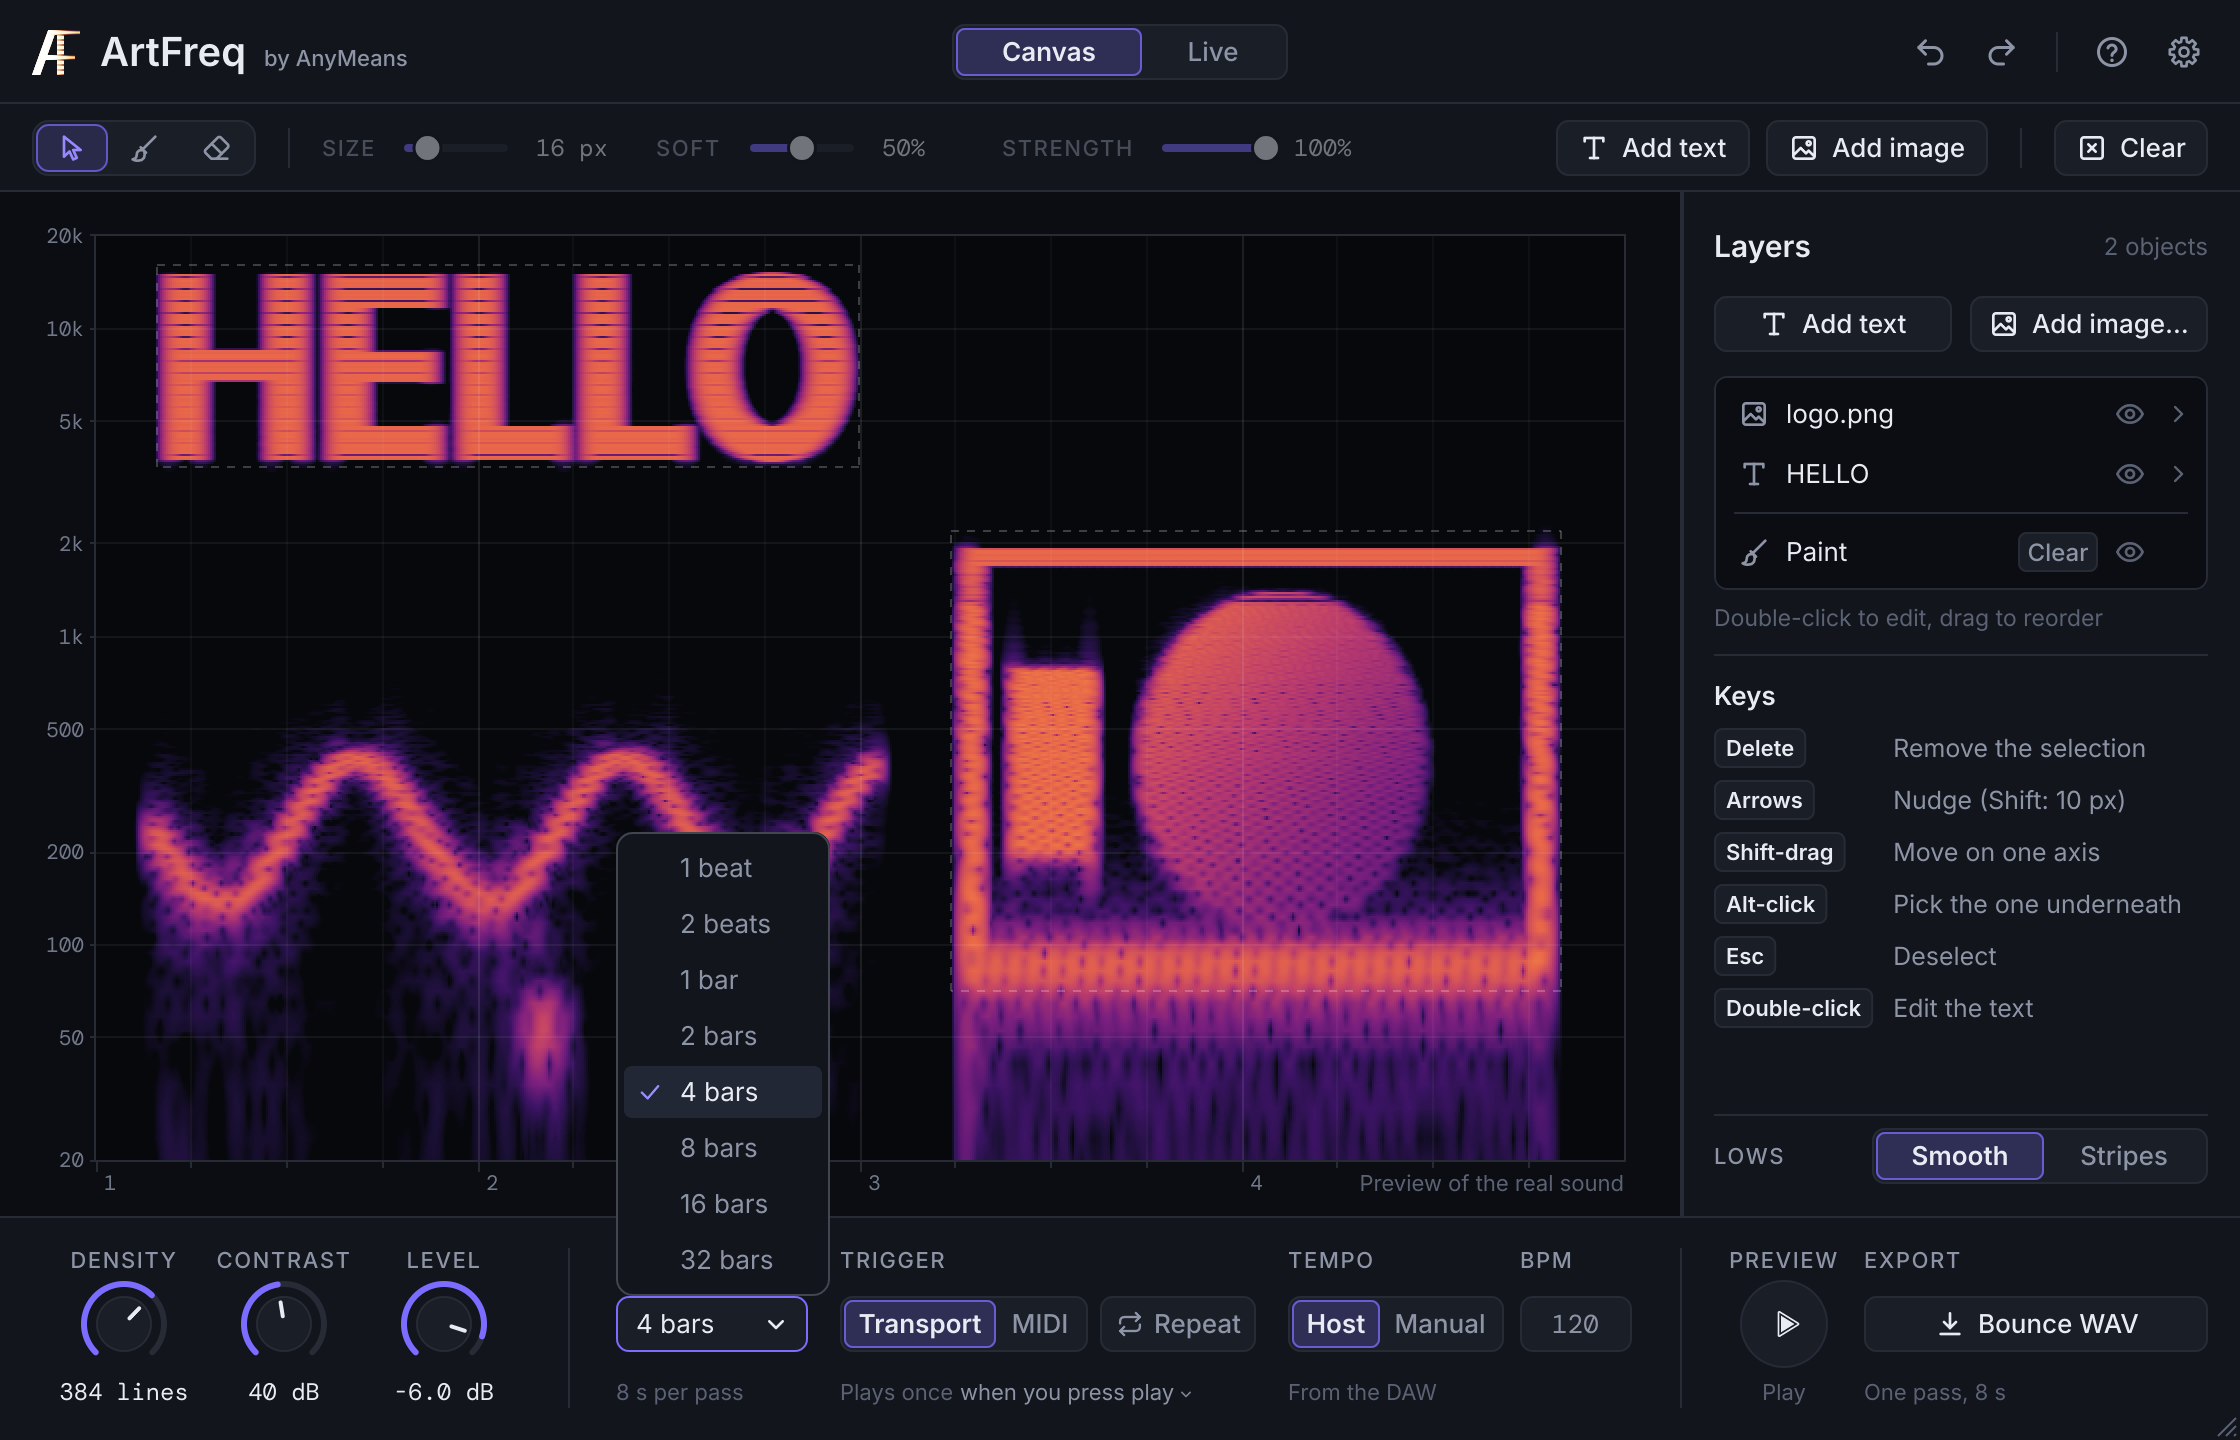 ArtFreq by AnyMeans
Canvas Live
SIZE 16 px SOFT 50% STRENGTH 100%
Add text Add image Clear
20k
10k
5k
2k
1k
500
200
100
50
20
HELLO
1 2 3 4
Preview of the real sound
Layers 2 objects
Add text Add image...
logo.png
HELLO
Paint Clear
Double-click to edit, drag to reorder
Keys
Delete Remove the selection
Arrows Nudge (Shift: 10 px)
Shift-drag Move on one axis
Alt-click Pick the one underneath
Esc Deselect
Double-click Edit the text
LOWS Smooth Stripes
1 beat
2 beats
1 bar
2 bars
4 bars
8 bars
16 bars
32 bars
DENSITY CONTRAST LEVEL
384 lines 40 dB -6.0 dB
4 bars
8 s per pass
TRIGGER
Transport MIDI Repeat
Plays once when you press play
TEMPO BPM
Host Manual 120
From the DAW
PREVIEW EXPORT
Bounce WAV
Play One pass, 8 s